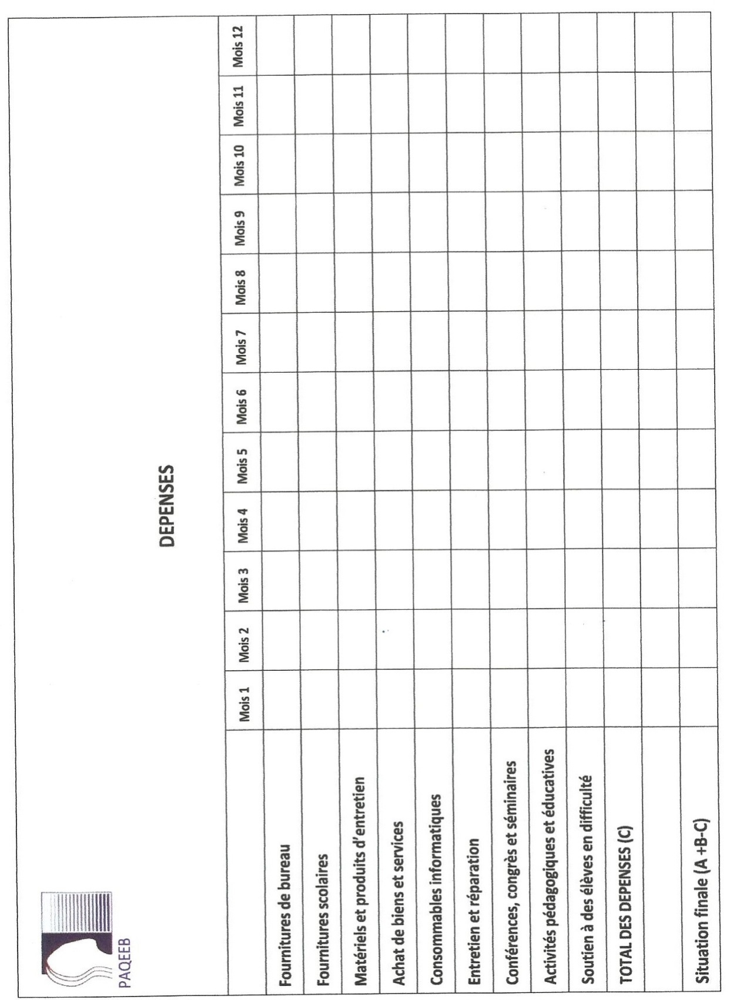 PAQEEB
DEPENSES
Mois 1 Mois 2 Mois 3 Mois 4 Mois 5 Mois 6 Mois 7 Mois 8 Mois 9 Mois 10 Mois 11 Mois 12
Fournitures de bureau
Fournitures scolaires
Matériels et produits d'entretien
Achat de biens et services
Consommables informatiques
Entretien et réparation
Conférences, congrès et séminaires
Activités pédagogiques et éducatives
Soutien à des élèves en difficulté
TOTAL DES DEPENSES (C)
Situation finale (A +B-C)